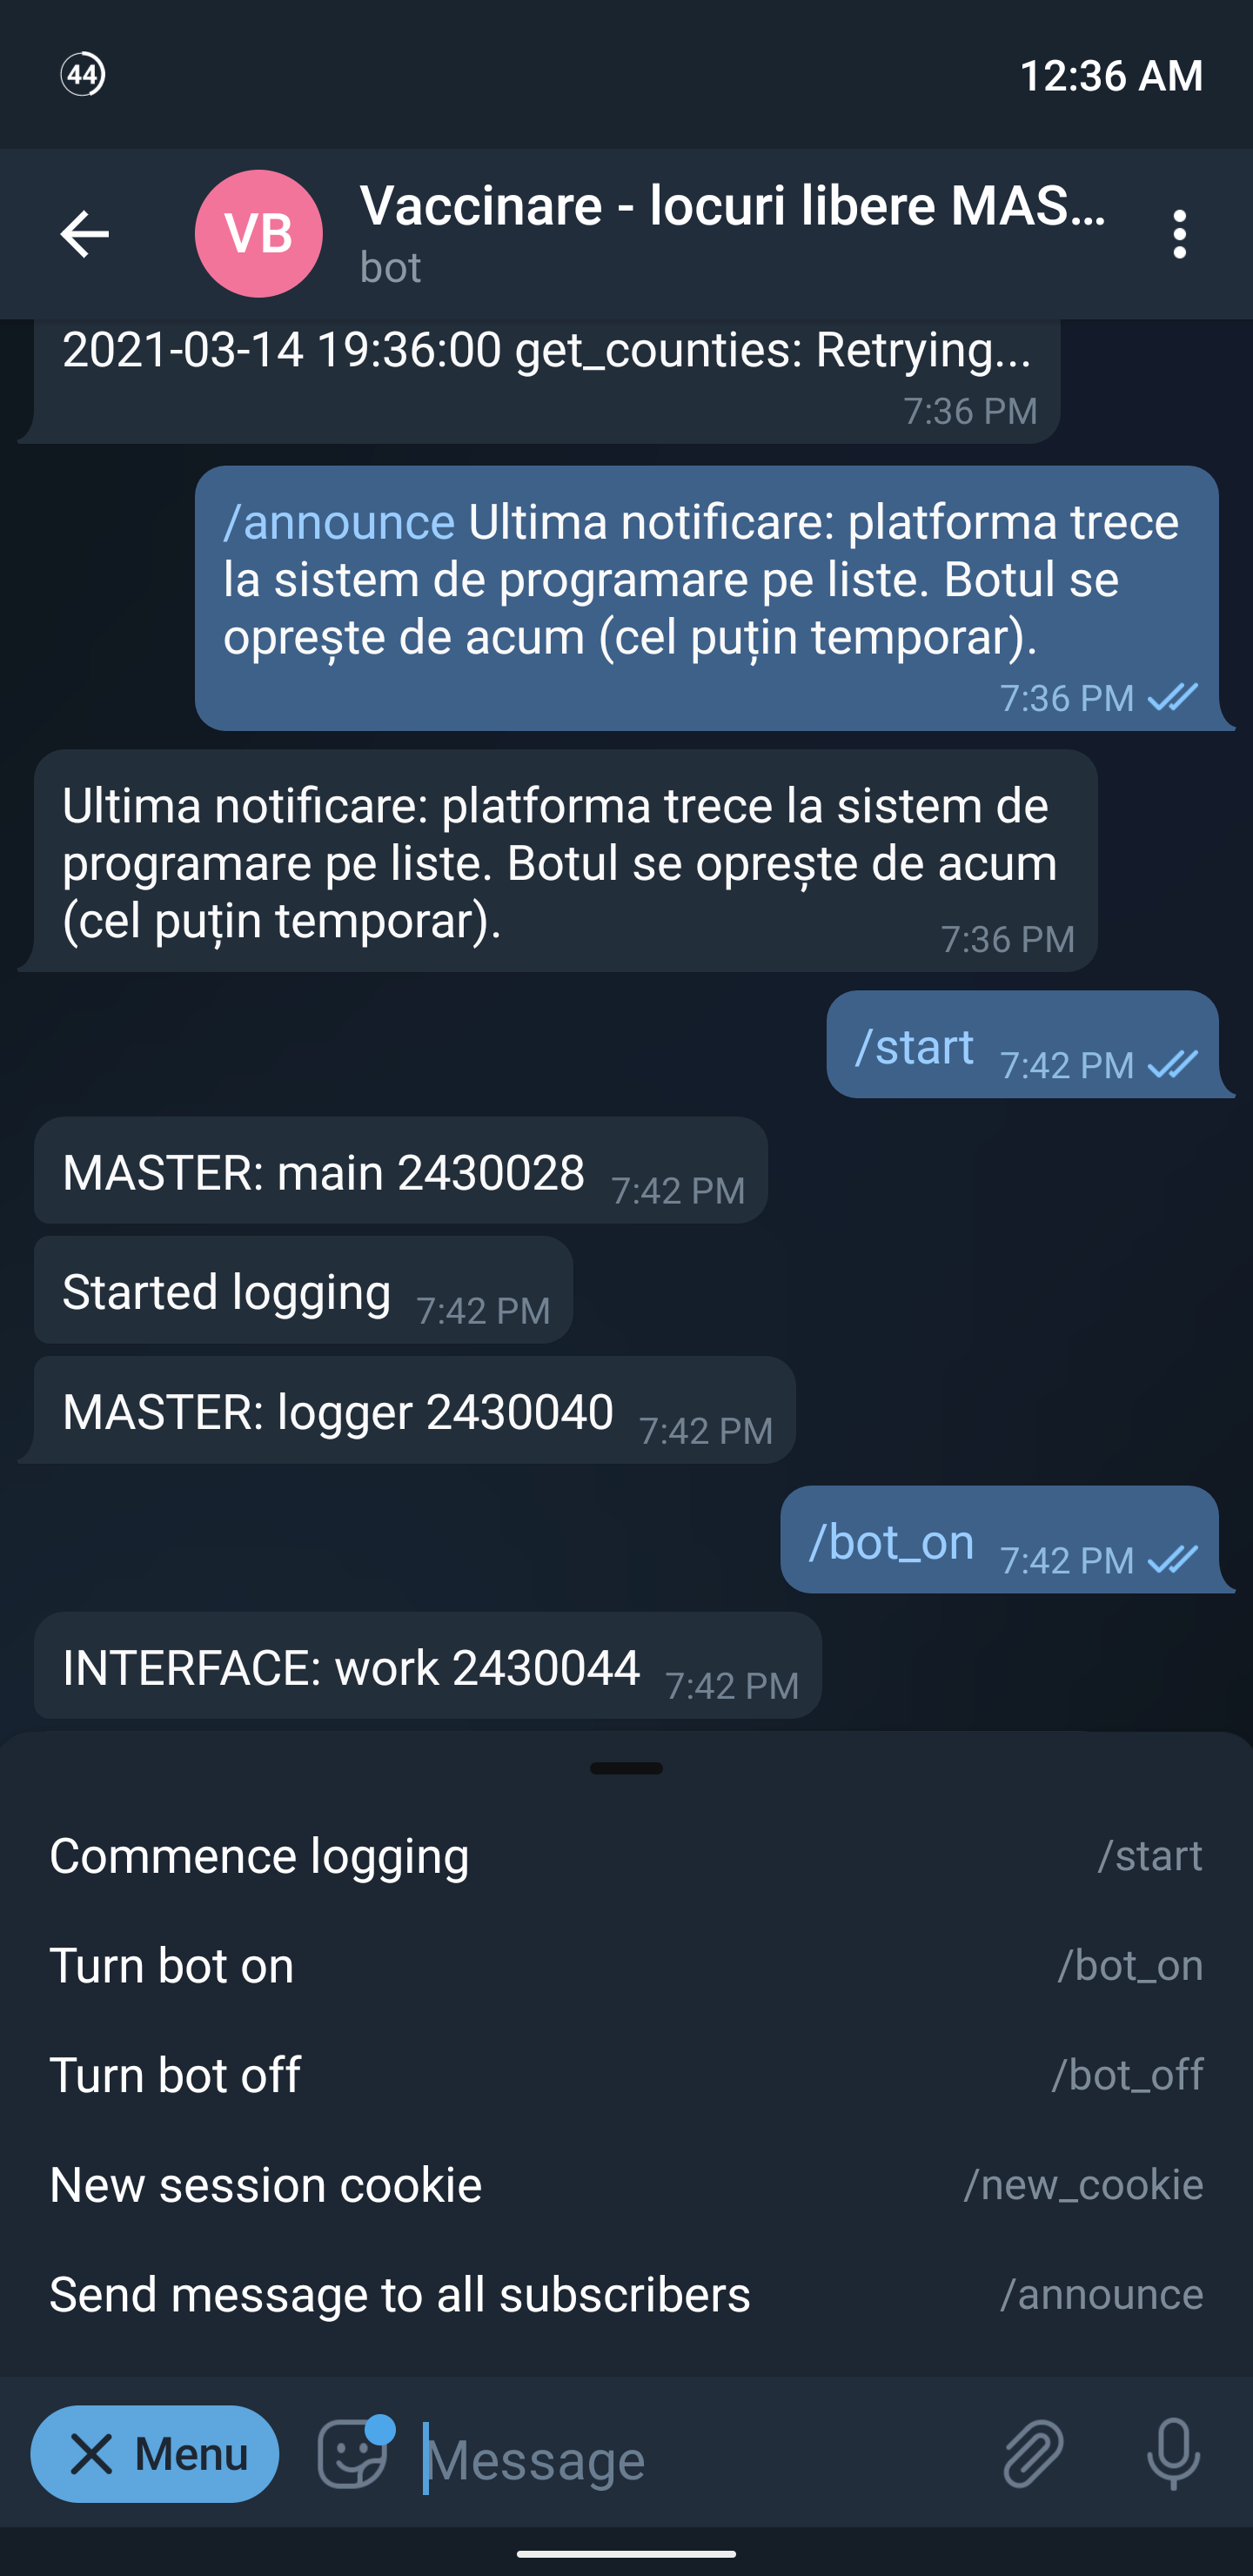 44
12:36 AM
VB
Vaccinare - locuri libere MAS...
bot
2021-03-14 19:36:00 get_counties: Retrying...
7:36 PM
/announce Ultima notificare: platforma trece
la sistem de programare pe liste. Botul se
oprește de acum (cel puțin temporar).
7:36 PM
Ultima notificare: platforma trece la sistem de
programare pe liste. Botul se oprește de acum
(cel puțin temporar).
7:36 PM
/start 7:42 PM
MASTER: main 2430028 7:42 PM
Started logging 7:42 PM
MASTER: logger 2430040 7:42 PM
/bot_on 7:42 PM
INTERFACE: work 2430044 7:42 PM
Commence logging /start
Turn bot on /bot_on
Turn bot off /bot_off
New session cookie /new_cookie
Send message to all subscribers /announce
Menu
Message